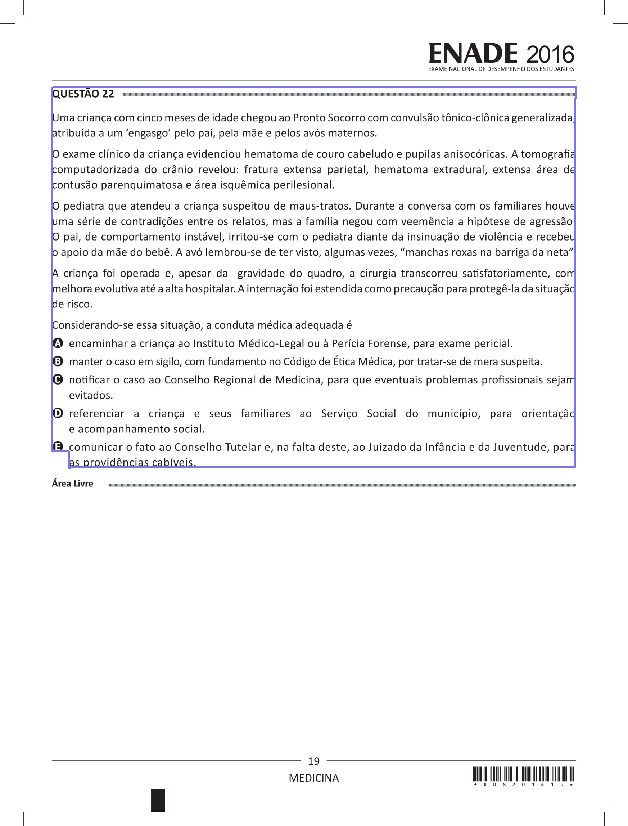 ENADE 2016
EXAME NACIONAL DE DESEMPENHO DOS ESTUDANTES
QUESTÃO 22
Uma criança com cinco meses de idade chegou ao Pronto Socorro com convulsão tônico-clônica generalizada,
atribuída a um ‘engasgo’ pelo pai, pela mãe e pelos avós maternos.
O exame clínico da criança evidenciou hematoma de couro cabeludo e pupilas anisocóricas. A tomografia
computadorizada do crânio revelou: fratura extensa parietal, hematoma extradural, extensa área de
contusão parenquimatosa e área isquêmica perilesional.
O pediatra que atendeu a criança suspeitou de maus-tratos. Durante a conversa com os familiares houve
uma série de contradições entre os relatos, mas a família negou com veemência a hipótese de agressão.
O pai, de comportamento instável, irritou-se com o pediatra diante da insinuação de violência e recebeu
o apoio da mãe do bebê. A avó lembrou-se de ter visto, algumas vezes, “manchas roxas na barriga da neta”.
A criança foi operada e, apesar da gravidade do quadro, a cirurgia transcorreu satisfatoriamente, com
melhora evolutiva até a alta hospitalar. A internação foi estendida como precaução para protegê-la da situação
de risco.
Considerando-se essa situação, a conduta médica adequada é
A encaminhar a criança ao Instituto Médico-Legal ou à Perícia Forense, para exame pericial.
B manter o caso em sigilo, com fundamento no Código de Ética Médica, por tratar-se de mera suspeita.
C notificar o caso ao Conselho Regional de Medicina, para que eventuais problemas profissionais sejam
evitados.
D referenciar a criança e seus familiares ao Serviço Social do município, para orientação
e acompanhamento social.
E comunicar o fato ao Conselho Tutelar e, na falta deste, ao Juizado da Infância e da Juventude, para
as providências cabíveis.
Área Livre
19
MEDICINA